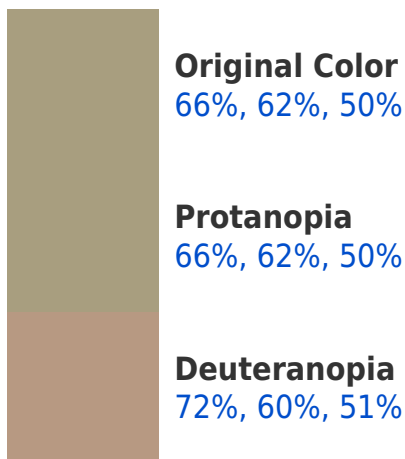 Original Color
66%, 62%, 50%
Protanopia
66%, 62%, 50%
Deuteranopia
72%, 60%, 51%